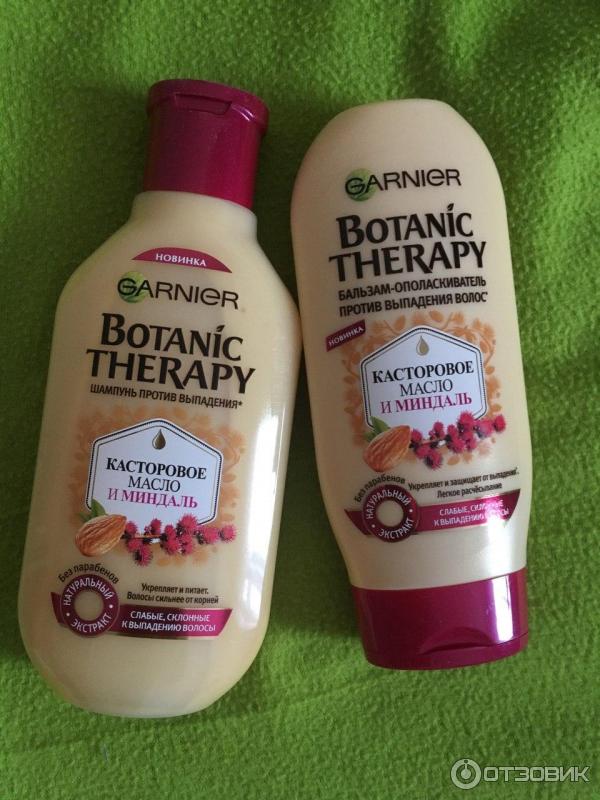 НОВИНКА
GARNIER
BOTANIC
THERAPY
ШАМПУНЬ ПРОТИВ ВЫПАДЕНИЯ*
КАСТОРОВОЕ
МАСЛО
И МИНДАЛЬ
Без парабенов
НАТУРАЛЬНЫЙ
ЭКСТРАКТ
Укрепляет и питает.
Волосы сильнее от корней
СЛАБЫЕ, СКЛОННЫЕ
К ВЫПАДЕНИЮ ВОЛОСЫ
GARNIER
BOTANIC
THERAPY
БАЛЬЗАМ-ОПОЛАСКИВАТЕЛЬ
ПРОТИВ ВЫПАДЕНИЯ ВОЛОС*
НОВИНКА
КАСТОРОВОЕ
МАСЛО
И МИНДАЛЬ
Без парабенов
НАТУРАЛЬНЫЙ
ЭКСТРАКТ
Укрепляет и защищает от выпадения*.
Легкое расчёсывание
СЛАБЫЕ, СКЛОННЫЕ
К ВЫПАДЕНИЮ ВОЛОСЫ
ОТЗОВИК